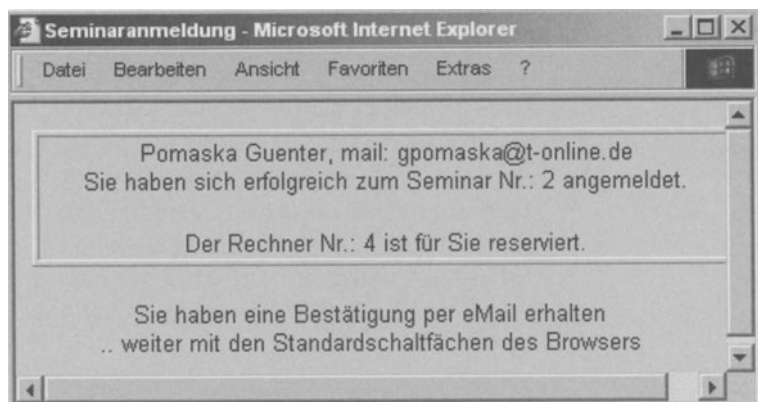 Seminaranmeldung - Microsoft Internet Explorer
Datei Bearbeiten Ansicht Favoriten Extras ?
Pomaska Guenter, mail: gpomaska@t-online.de
Sie haben sich erfolgreich zum Seminar Nr.: 2 angemeldet.
Der Rechner Nr.: 4 ist für Sie reserviert.
Sie haben eine Bestätigung per eMail erhalten
.. weiter mit den Standardschaltfächen des Browsers